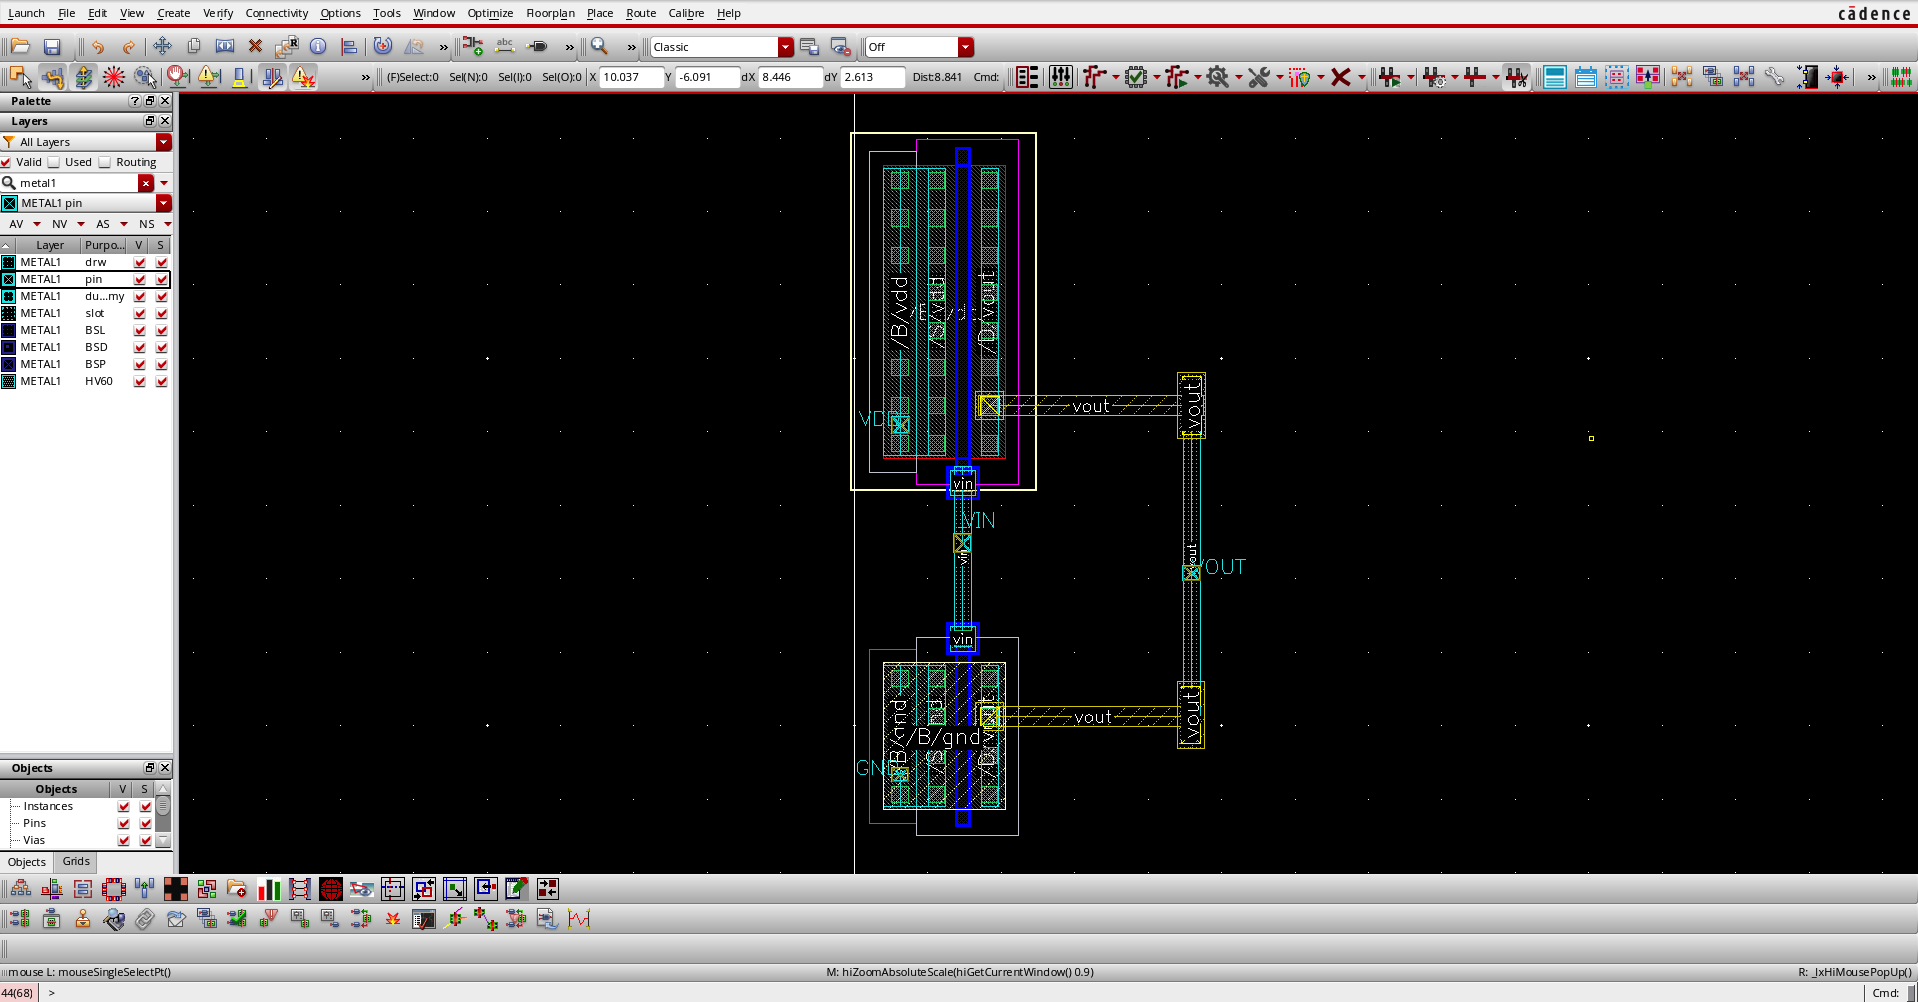 Launch File Edit View Create Verify Connectivity Options Tools Window Optimize Floorplan Place Route Calibre Help
cādence
abc » » » Classic Off
» (F)Select:0 Sel(N):0 Sel(I):0 Sel(O):0 X 10.037 Y -6.091 dX 8.446 dY 2.613 Dist:8.841 Cmd: »
Palette
Layers
All Layers
Valid Used Routing
metal1
METAL1 pin
AV NV AS NS
Layer Purpo... V S
METAL1 drw
METAL1 pin
METAL1 du...my
METAL1 slot
METAL1 BSL
METAL1 BSD
METAL1 BSP
METAL1 HV60
/B/vdd
/S/vdd
/D/vout
VDD
vout
vout
vin
VIN
vin
vout
VOUT
vin
/B/gnd
vout
vout
GND
Objects
Objects V S
Instances
Pins
Vias
Objects Grids
mouse L: mouseSingleSelectPt() M: hiZoomAbsoluteScale(hiGetCurrentWindow() 0.9) R: _lxHiMousePopUp()
44(68) > Cmd: